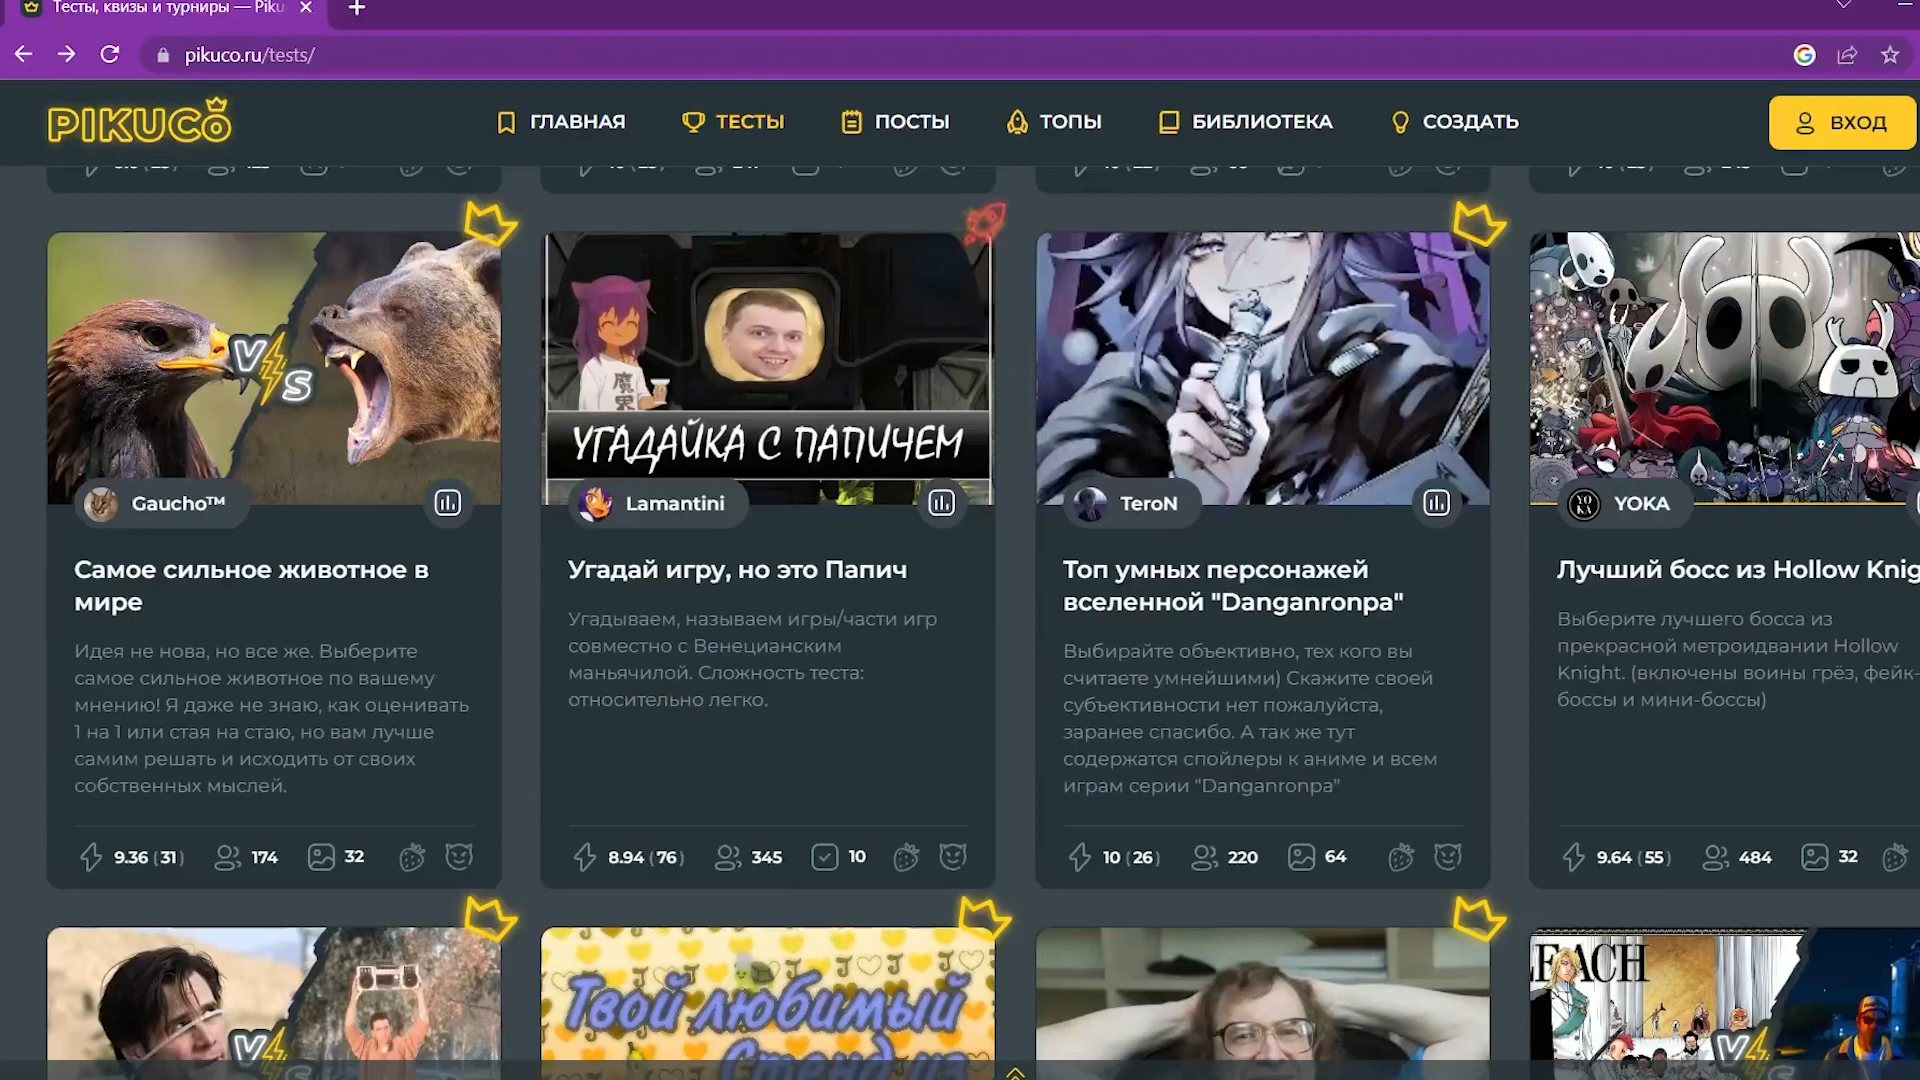 Тесты, квизы и турниры — Piku
pikuco.ru/tests/
PIKUCO
ГЛАВНАЯ
ТЕСТЫ
ПОСТЫ
ТОПЫ
БИБЛИОТЕКА
СОЗДАТЬ
ВХОД
VS
Gaucho™
Самое сильное животное в
мире
Идея не нова, но все же. Выберите
самое сильное животное по вашему
мнению! Я даже не знаю, как оценивать
1 на 1 или стая на стаю, но вам лучше
самим решать и исходить от своих
собственных мыслей.
9.36 (31)
174
32
УГАДАЙКА С ПАПИЧЕМ
Lamantini
Угадай игру, но это Папич
Угадываем, называем игры/части игр
совместно с Венецианским
маньячилой. Сложность теста:
относительно легко.
8.94 (76)
345
10
TeroN
Топ умных персонажей
вселенной "Danganronpa"
Выбирайте объективно, тех кого вы
считаете умнейшими) Скажите своей
субъективности нет пожалуйста,
заранее спасибо. А так же тут
содержатся спойлеры к аниме и всем
играм серии "Danganronpa"
10 (26)
220
64
YOKA
Лучший босс из Hollow Knig
Выберите лучшего босса из
прекрасной метроидвании Hollow
Knight. (включены воины грёз, фейк-
боссы и мини-боссы)
9.64 (55)
484
32
VS
Твой любимый
Стенд из
EACH
VS